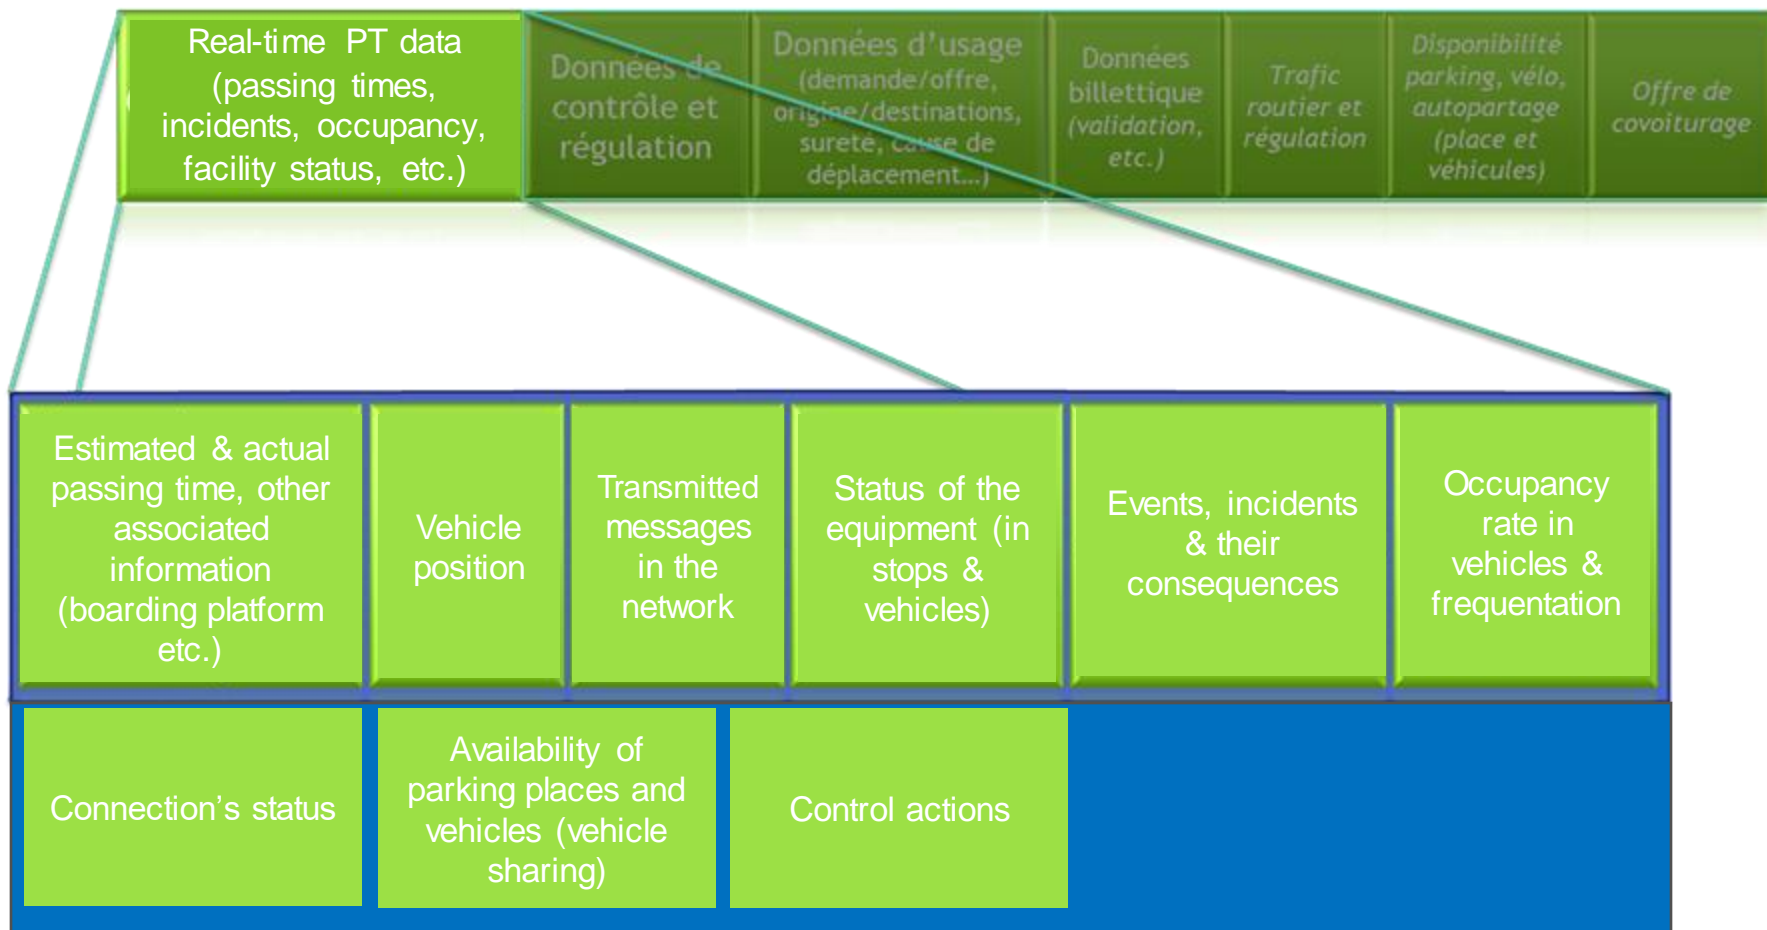 Real-time PT data
(passing times,
incidents, occupancy,
facility status, etc.)
Données de
contrôle et
régulation
Données d’usage
(demande/offre,
origine/destinations,
sureté, cause de
déplacement…)
Données
billettique
(validation,
etc.)
Trafic
routier et
régulation
Disponibilité
parking, vélo,
autopartage
(place et
véhicules)
Offre de
covoiturage
Estimated & actual
passing time, other
associated
information
(boarding platform
etc.)
Vehicle
position
Transmitted
messages
in the
network
Status of the
equipment (in
stops &
vehicles)
Events, incidents
& their
consequences
Occupancy
rate in
vehicles &
frequentation
Connection’s status
Availability of
parking places and
vehicles (vehicle
sharing)
Control actions